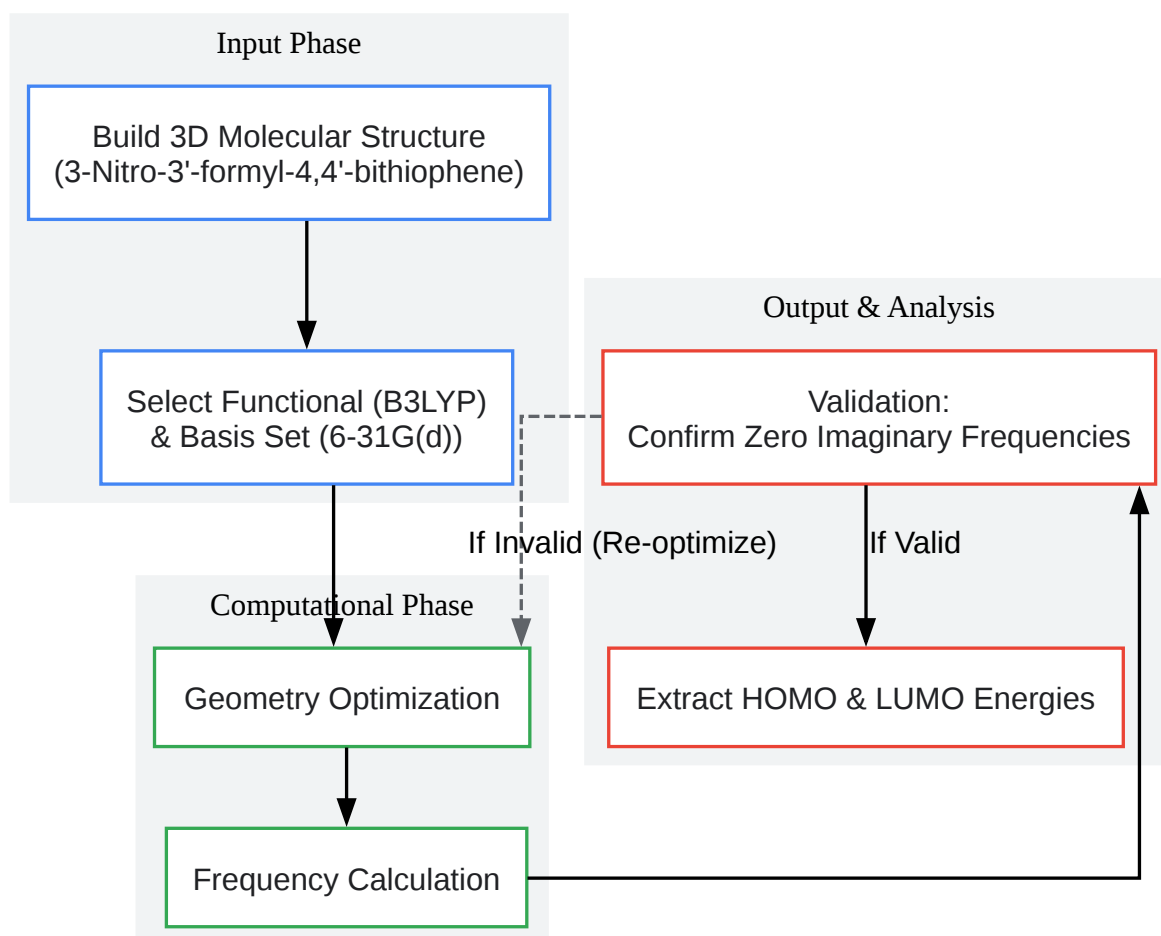 Input Phase
Build 3D Molecular Structure
(3-Nitro-3'-formyl-4,4'-bithiophene)
Select Functional (B3LYP)
& Basis Set (6-31G(d))
Output & Analysis
Validation:
Confirm Zero Imaginary Frequencies
If Invalid (Re-optimize)
If Valid
Computational Phase
Geometry Optimization
Extract HOMO & LUMO Energies
Frequency Calculation